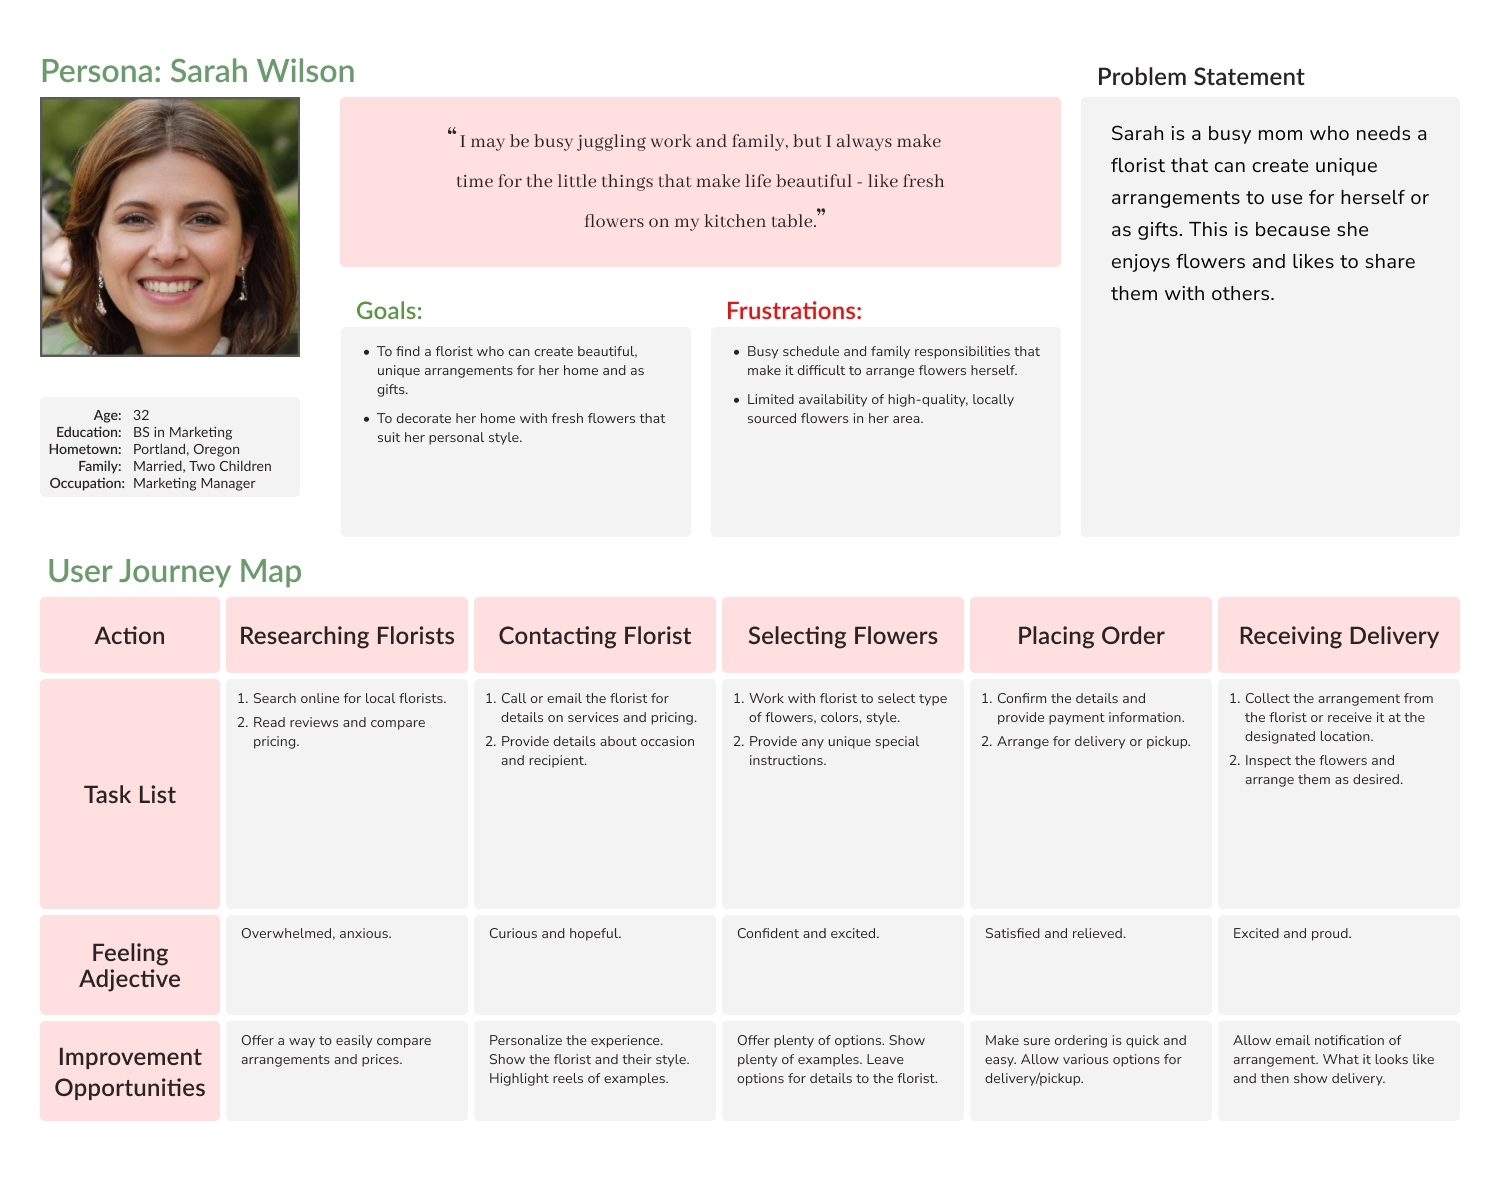 Persona: Sarah Wilson
“I may be busy juggling work and family, but I always make
time for the little things that make life beautiful - like fresh
flowers on my kitchen table.”
Problem Statement
Sarah is a busy mom who needs a
florist that can create unique
arrangements to use for herself or
as gifts. This is because she
enjoys flowers and likes to share
them with others.
Age: 32
Education: BS in Marketing
Hometown: Portland, Oregon
Family: Married, Two Children
Occupation: Marketing Manager
Goals:
• To find a florist who can create beautiful,
unique arrangements for her home and as
gifts.
• To decorate her home with fresh flowers that
suit her personal style.
Frustrations:
• Busy schedule and family responsibilities that
make it difficult to arrange flowers herself.
• Limited availability of high-quality, locally
sourced flowers in her area.
User Journey Map
Action
Researching Florists
Contacting Florist
Selecting Flowers
Placing Order
Receiving Delivery
Task List
1. Search online for local florists.
2. Read reviews and compare
pricing.
1. Call or email the florist for
details on services and pricing.
2. Provide details about occasion
and recipient.
1. Work with florist to select type
of flowers, colors, style.
2. Provide any unique special
instructions.
1. Confirm the details and
provide payment information.
2. Arrange for delivery or pickup.
1. Collect the arrangement from
the florist or receive it at the
designated location.
2. Inspect the flowers and
arrange them as desired.
Feeling
Adjective
Overwhelmed, anxious.
Curious and hopeful.
Confident and excited.
Satisfied and relieved.
Excited and proud.
Improvement
Opportunities
Offer a way to easily compare
arrangements and prices.
Personalize the experience.
Show the florist and their style.
Highlight reels of examples.
Offer plenty of options. Show
plenty of examples. Leave
options for details to the florist.
Make sure ordering is quick and
easy. Allow various options for
delivery/pickup.
Allow email notification of
arrangement. What it looks like
and then show delivery.